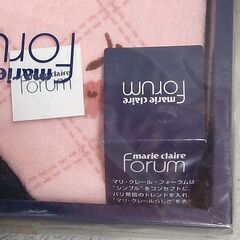 marie claire
Forum
marie claire
Forum
marie claire
Forum
マリ・クレール・フォーラムは
"シンプル"をコンセプトに、
パリ発信のトレンドを入れ、
"マリ・クレールらしさ"を表